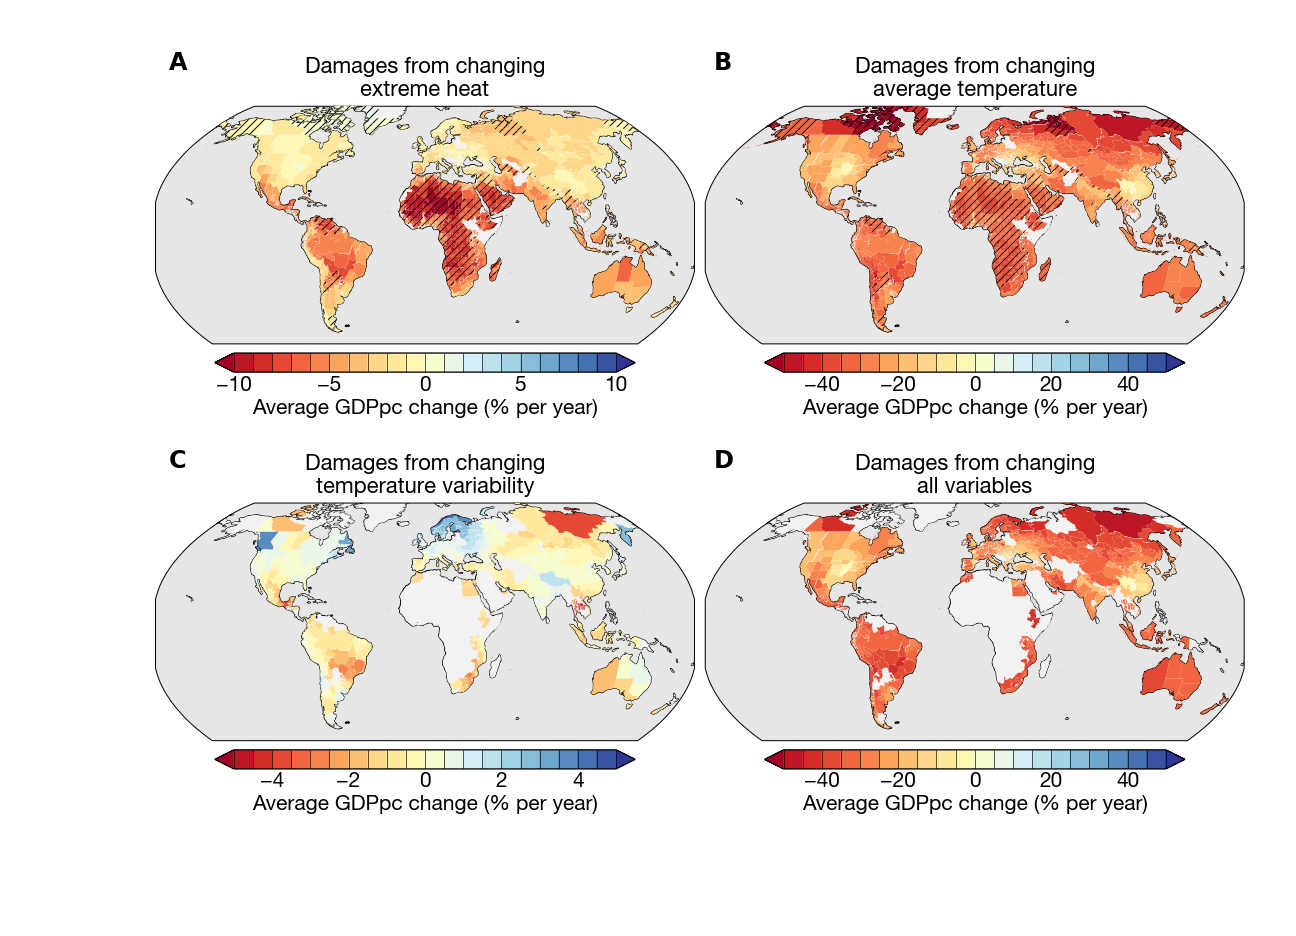 A
Damages from changing
extreme heat
−10 −5 0 5 10
Average GDPpc change (% per year)
B
Damages from changing
average temperature
−40 −20 0 20 40
Average GDPpc change (% per year)
C
Damages from changing
temperature variability
−4 −2 0 2 4
Average GDPpc change (% per year)
D
Damages from changing
all variables
−40 −20 0 20 40
Average GDPpc change (% per year)